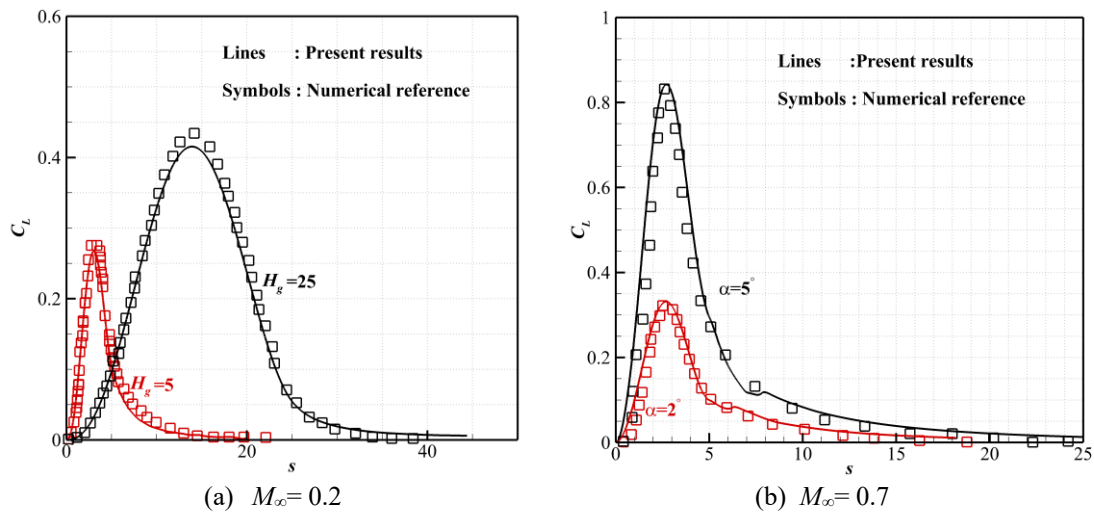 0.6
Lines : Present results
Symbols : Numerical reference
0.4
C_L
H_g=25
0.2
H_g=5
0
0 20 40
s
(a) M∞= 0.2
1
Lines :Present results
Symbols : Numerical reference
0.8
0.6
C_L
0.4
α=5°
0.2
α=2°
0
0 5 10 15 20 25
s
(b) M∞= 0.7